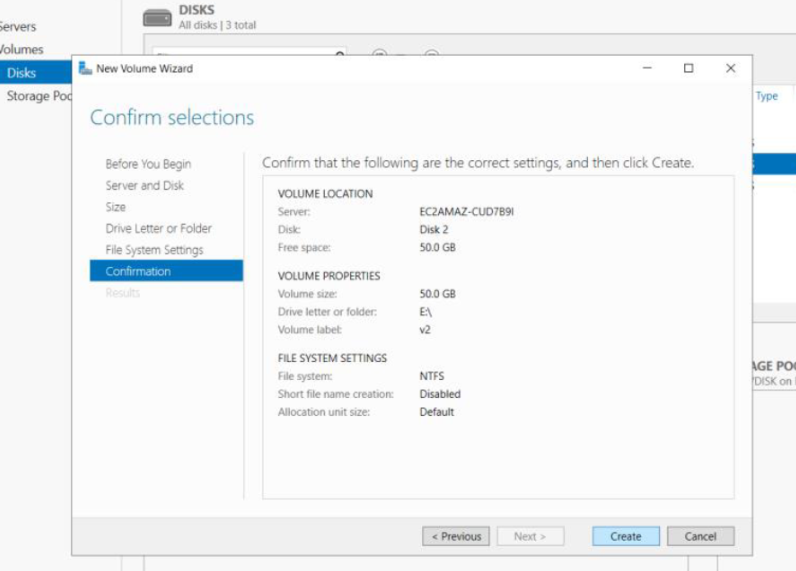 DISKS
All disks | 3 total
Servers
Volumes
Disks
Storage Poo
Type
New Volume Wizard
Confirm selections
Before You Begin
Server and Disk
Size
Drive Letter or Folder
File System Settings
Confirmation
Results
Confirm that the following are the correct settings, and then click Create.
VOLUME LOCATION
Server: EC2AMAZ-CUD7B9I
Disk: Disk 2
Free space: 50.0 GB
VOLUME PROPERTIES
Volume size: 50.0 GB
Drive letter or folder: E:\
Volume label: v2
FILE SYSTEM SETTINGS
File system: NTFS
Short file name creation: Disabled
Allocation unit size: Default
AGE POO
VDISK on
< Previous
Next >
Create
Cancel